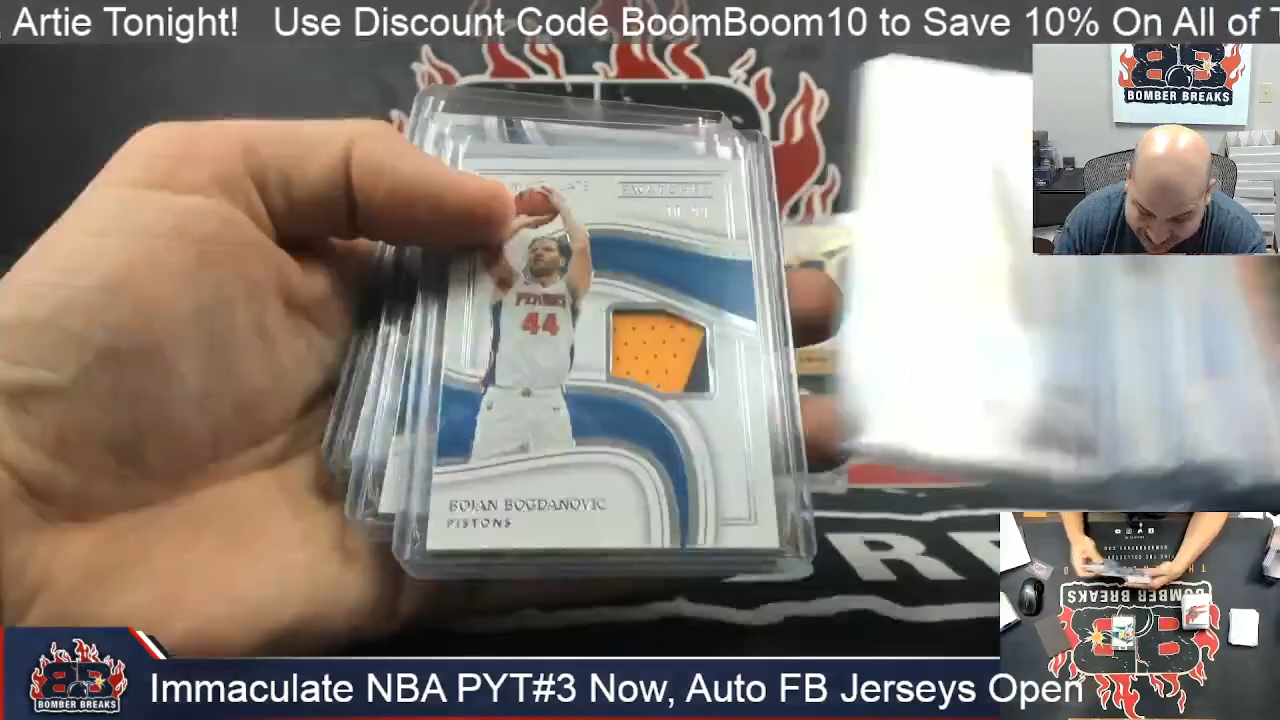 Artie Tonight! Use Discount Code BoomBoom10 to Save 10% On All of T
BOMBER BREAKS
SWATCHES
PISTONS
44
BOJAN BOGDANOVIC
PISTONS
BOMBER BREAKS
BOMBER BREAKS
Immaculate NBA PYT#3 Now, Auto FB Jerseys Open